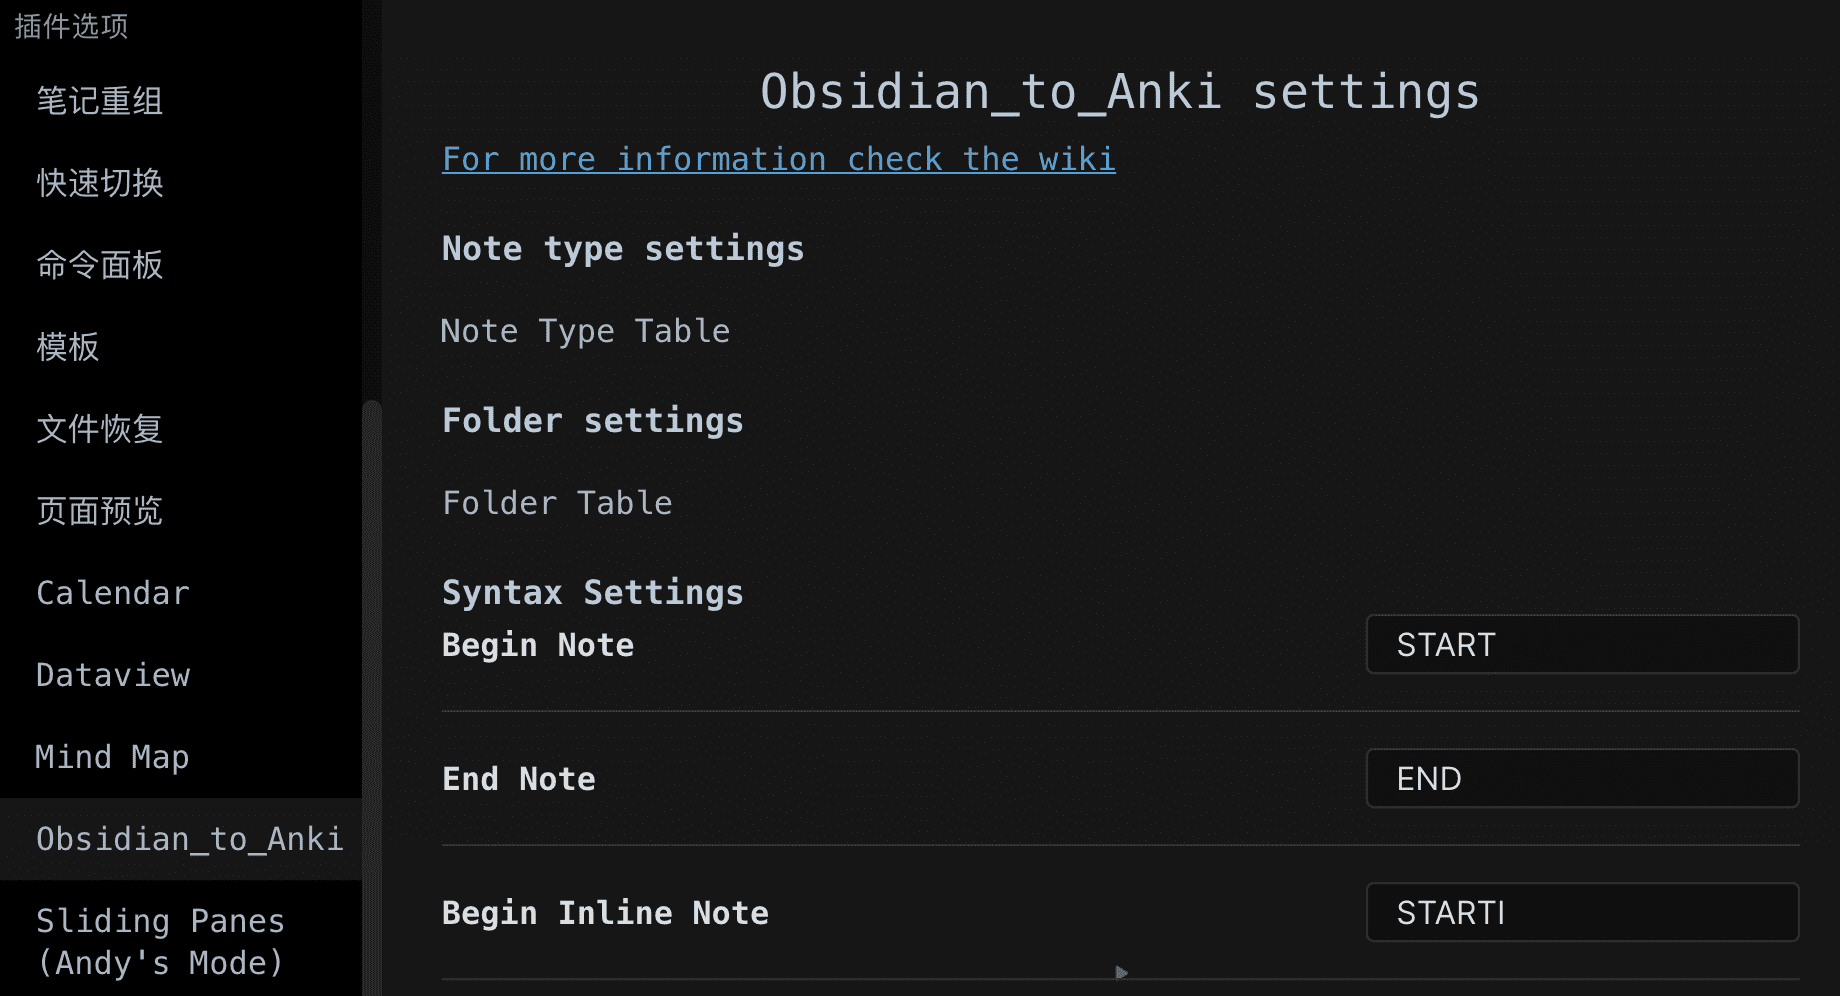 插件选项
笔记重组
快速切换
命令面板
模板
文件恢复
页面预览
Calendar
Dataview
Mind Map
Obsidian_to_Anki
Sliding Panes
(Andy's Mode)
Obsidian_to_Anki settings
For more information check the wiki
Note type settings
Note Type Table
Folder settings
Folder Table
Syntax Settings
Begin Note
START
End Note
END
Begin Inline Note
STARTI